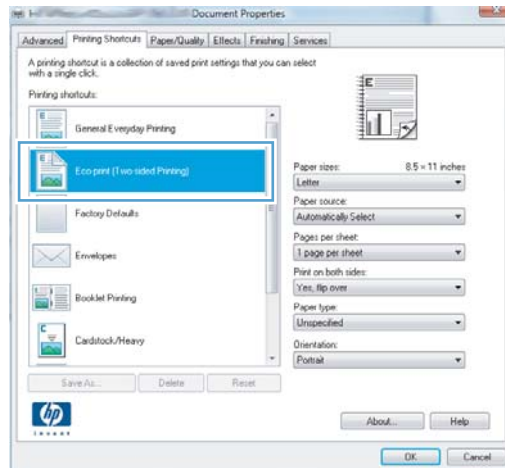 Document Properties
Advanced
Printing Shortcuts
Paper/Quality
Effects
Finishing
Services
A printing shortcut is a collection of saved print settings that you can select
with a single click.
Printing shortcuts:
General Everyday Printing
Eco-print (Two-sided Printing)
Factory Defaults
Envelopes
Booklet Printing
Cardstock/Heavy
E
Paper sizes:
8.5 × 11 inches
Letter
Paper source:
Automatically Select
Pages per sheet:
1 page per sheet
Print on both sides:
Yes, flip over
Paper type:
Unspecified
Orientation:
Portrait
Save As...
Delete
Reset
hp
invent
About...
Help
OK
Cancel